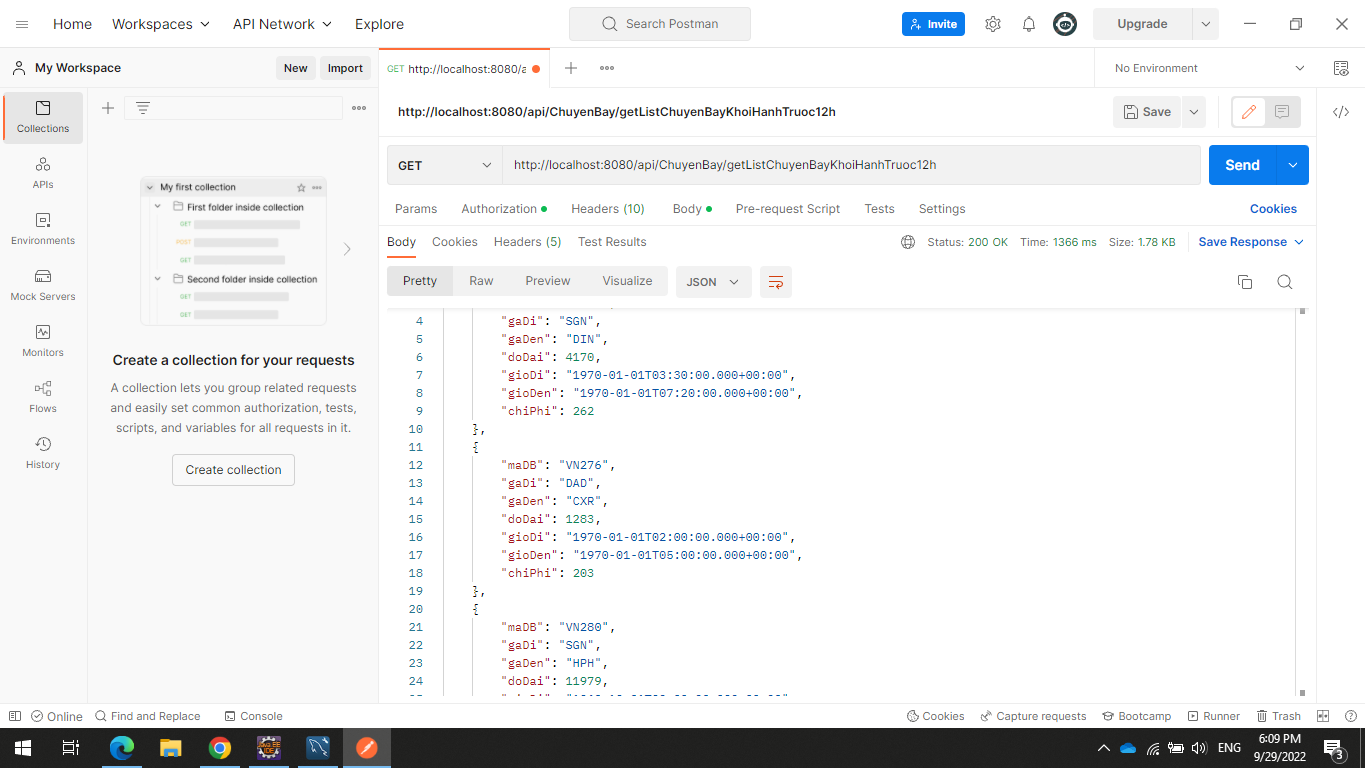 Home
Workspaces
API Network
Explore
Search Postman
Invite
Upgrade
My Workspace
New
Import
GET http://localhost:8080/a
No Environment
http://localhost:8080/api/ChuyenBay/getListChuyenBayKhoiHanhTruoc12h
Save
GET
http://localhost:8080/api/ChuyenBay/getListChuyenBayKhoiHanhTruoc12h
Send
Params
Authorization
Headers (10)
Body
Pre-request Script
Tests
Settings
Cookies
Body
Cookies
Headers (5)
Test Results
Status: 200 OK
Time: 1366 ms
Size: 1.78 KB
Save Response
Pretty
Raw
Preview
Visualize
JSON
4 "gaDi": "SGN",
5 "gaDen": "DIN",
6 "doDai": 4170,
7 "gioDi": "1970-01-01T03:30:00.000+00:00",
8 "gioDen": "1970-01-01T07:20:00.000+00:00",
9 "chiPhi": 262
10 },
11 {
12 "maDB": "VN276",
13 "gaDi": "DAD",
14 "gaDen": "CXR",
15 "doDai": 1283,
16 "gioDi": "1970-01-01T02:00:00.000+00:00",
17 "gioDen": "1970-01-01T05:00:00.000+00:00",
18 "chiPhi": 203
19 },
20 {
21 "maDB": "VN280",
22 "gaDi": "SGN",
23 "gaDen": "HPH",
24 "doDai": 11979,
Collections
APIs
Environments
Mock Servers
Monitors
Flows
History
My first collection
First folder inside collection
GET
POST
GET
Second folder inside collection
GET
GET
Create a collection for your requests
A collection lets you group related requests
and easily set common authorization, tests,
scripts, and variables for all requests in it.
Create collection
Online
Find and Replace
Console
Cookies
Capture requests
Bootcamp
Runner
Trash
ENG
6:09 PM
9/29/2022
3